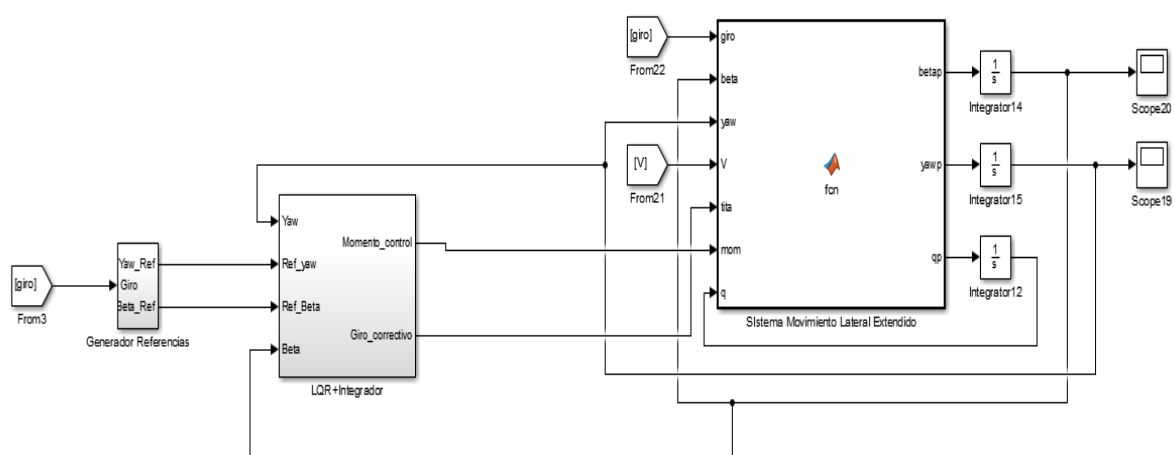 [giro]
From22
giro
beta
yaw
V
tita
mom
q
[V]
From21
fcn
betap
yawp
qp
SIstema Movimiento Lateral Extendido
1
s
Integrator14
1
s
Integrator15
1
s
Integrator12
Scope20
Scope19
Yaw
Ref_yaw
Ref_Beta
Beta
Momento_control
Giro_correctivo
LQR+Integrador
[giro]
From3
Yaw_Ref
Giro
Beta_Ref
Generador Referencias